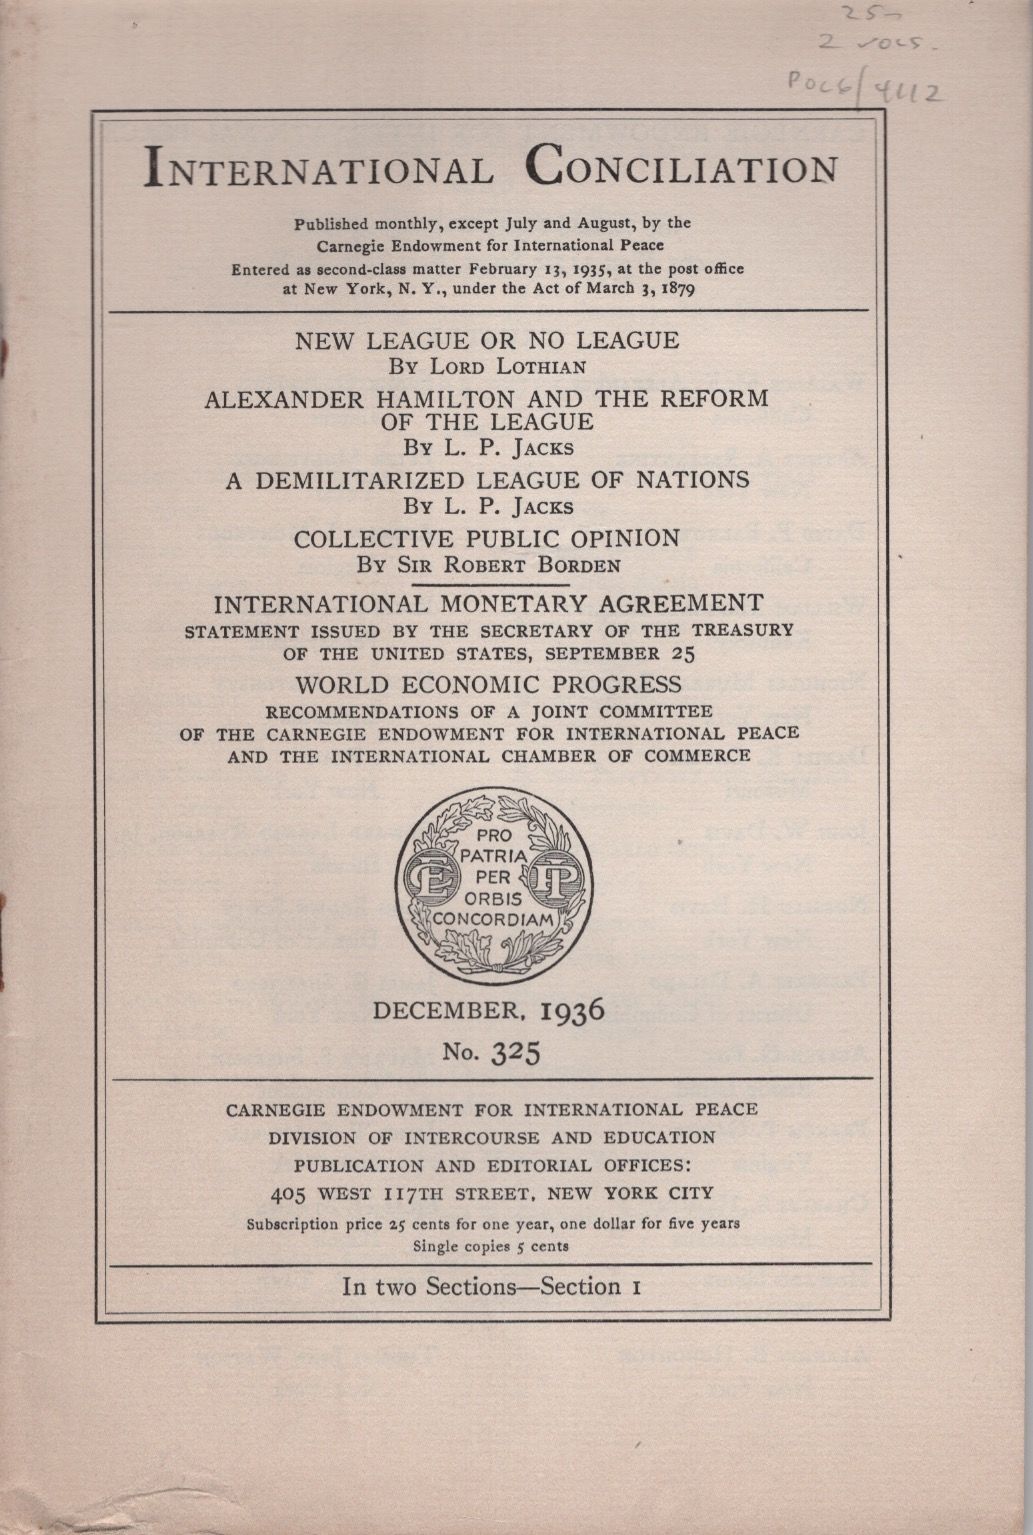 25-
2 vols.
INTERNATIONAL CONCILIATION
Published monthly, except July and August, by the
Carnegie Endowment for International Peace
Entered as second-class matter February 13, 1935, at the post office
at New York, N. Y., under the Act of March 3, 1879
NEW LEAGUE OR NO LEAGUE
BY LORD LOTHIAN
ALEXANDER HAMILTON AND THE REFORM
OF THE LEAGUE
BY L. P. JACKS
A DEMILITARIZED LEAGUE OF NATIONS
BY L. P. JACKS
COLLECTIVE PUBLIC OPINION
BY SIR ROBERT BORDEN
INTERNATIONAL MONETARY AGREEMENT
STATEMENT ISSUED BY THE SECRETARY OF THE TREASURY
OF THE UNITED STATES, SEPTEMBER 25
WORLD ECONOMIC PROGRESS
RECOMMENDATIONS OF A JOINT COMMITTEE
OF THE CARNEGIE ENDOWMENT FOR INTERNATIONAL PEACE
AND THE INTERNATIONAL CHAMBER OF COMMERCE
PRO
PATRIA
CE PER IP
ORBIS
CONCORDIAM
DECEMBER, 1936
No. 325
CARNEGIE ENDOWMENT FOR INTERNATIONAL PEACE
DIVISION OF INTERCOURSE AND EDUCATION
PUBLICATION AND EDITORIAL OFFICES:
405 WEST 117TH STREET, NEW YORK CITY
Subscription price 25 cents for one year, one dollar for five years
Single copies 5 cents
In two Sections—Section 1